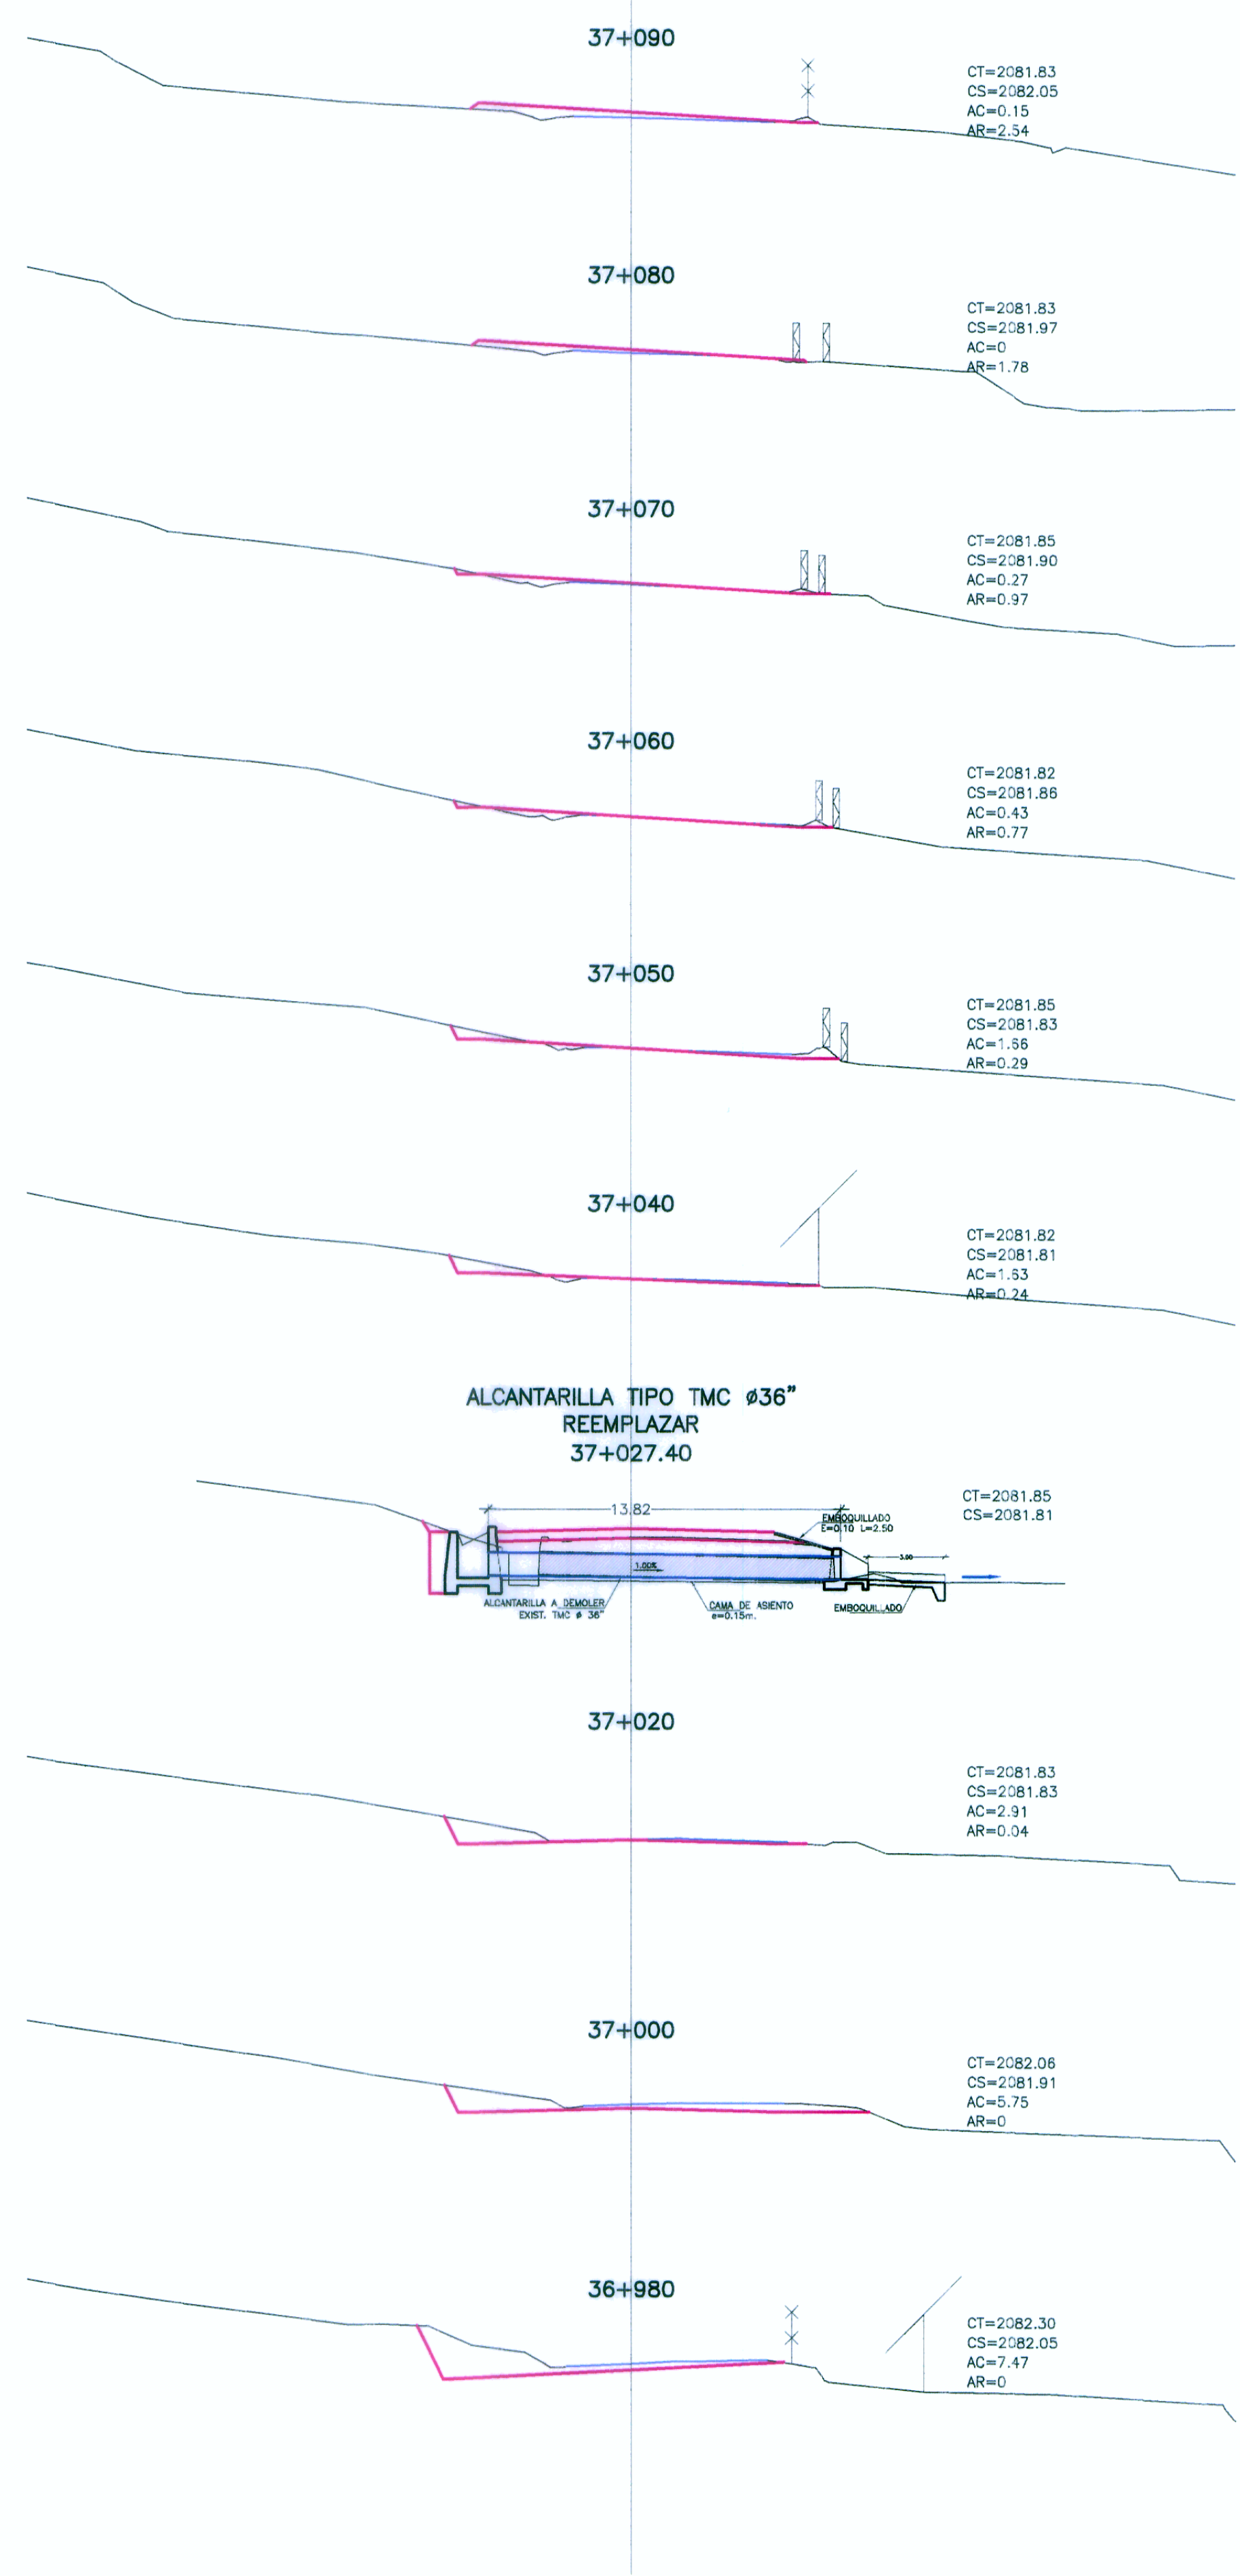 37+090
CT=2081.83
CS=2082.05
AC=0.15
AR=2.54
37+080
CT=2081.83
CS=2081.97
AC=0
AR=1.78
37+070
CT=2081.85
CS=2081.90
AC=0.27
AR=0.97
37+060
CT=2081.82
CS=2081.86
AC=0.43
AR=0.77
37+050
CT=2081.85
CS=2081.83
AC=1.66
AR=0.29
37+040
CT=2081.82
CS=2081.81
AC=1.63
AR=0.24
ALCANTARILLA TIPO TMC ø36"
REEMPLAZAR
37+027.40
CT=2081.85
CS=2081.81
13.82
EMBOQUILLADO
E=0.10 L=2.50
3.00
1.00%
ALCANTARILLA A DEMOLER
EXIST. TMC ø 36"
CAMA DE ASIENTO
e=0.15m.
EMBOQUILLADO
37+020
CT=2081.83
CS=2081.83
AC=2.91
AR=0.04
37+000
CT=2082.06
CS=2081.91
AC=5.75
AR=0
36+980
CT=2082.30
CS=2082.05
AC=7.47
AR=0